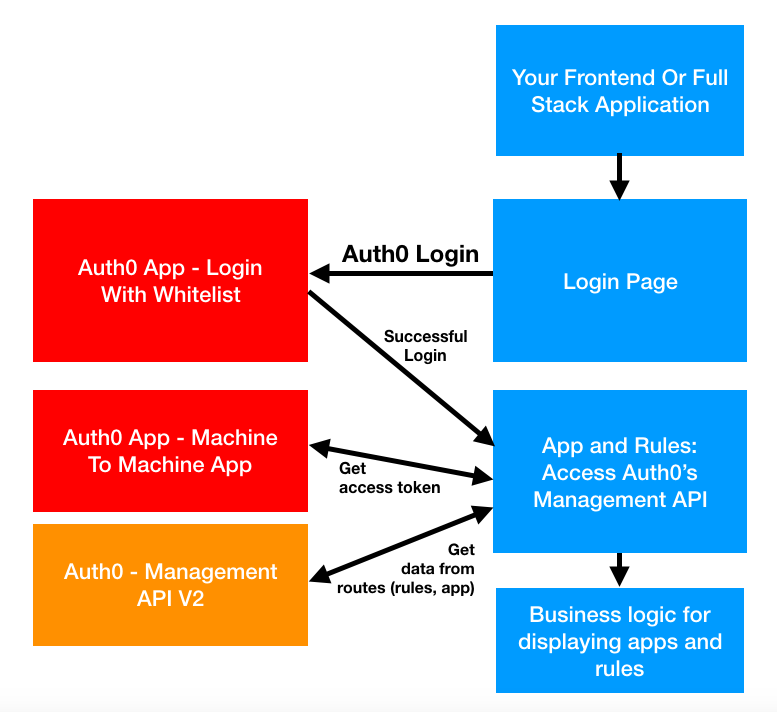 Your Frontend Or Full
Stack Application
Auth0 Login
Auth0 App - Login
With Whitelist
Login Page
Successful
Login
Auth0 App - Machine
To Machine App
Get
access token
App and Rules:
Access Auth0’s
Management API
Auth0 - Management
API V2
Get
data from
routes (rules, app)
Business logic for
displaying apps and
rules